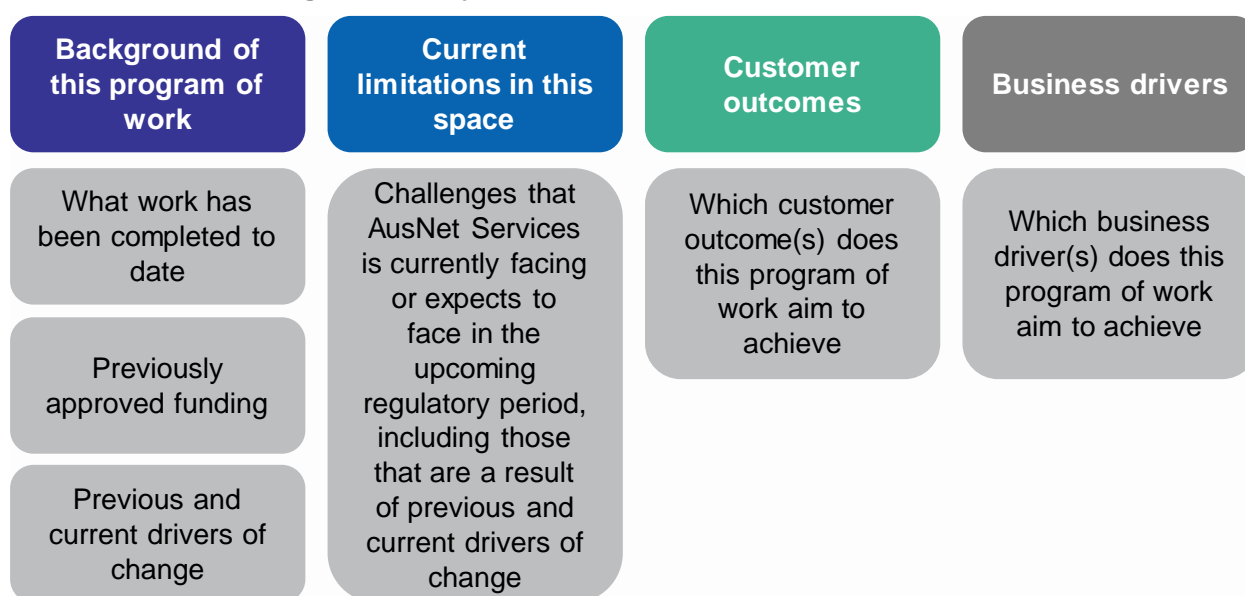 Background of
this program of
work
What work has
been completed to
date
Previously
approved funding
Previous and
current drivers of
change
Current
limitations in this
space
Challenges that
AusNet Services
is currently facing
or expects to
face in the
upcoming
regulatory period,
including those
that are a result
of previous and
current drivers of
change
Customer
outcomes
Which customer
outcome(s) does
this program of
work aim to
achieve
Business drivers
Which business
driver(s) does this
program of work
aim to achieve